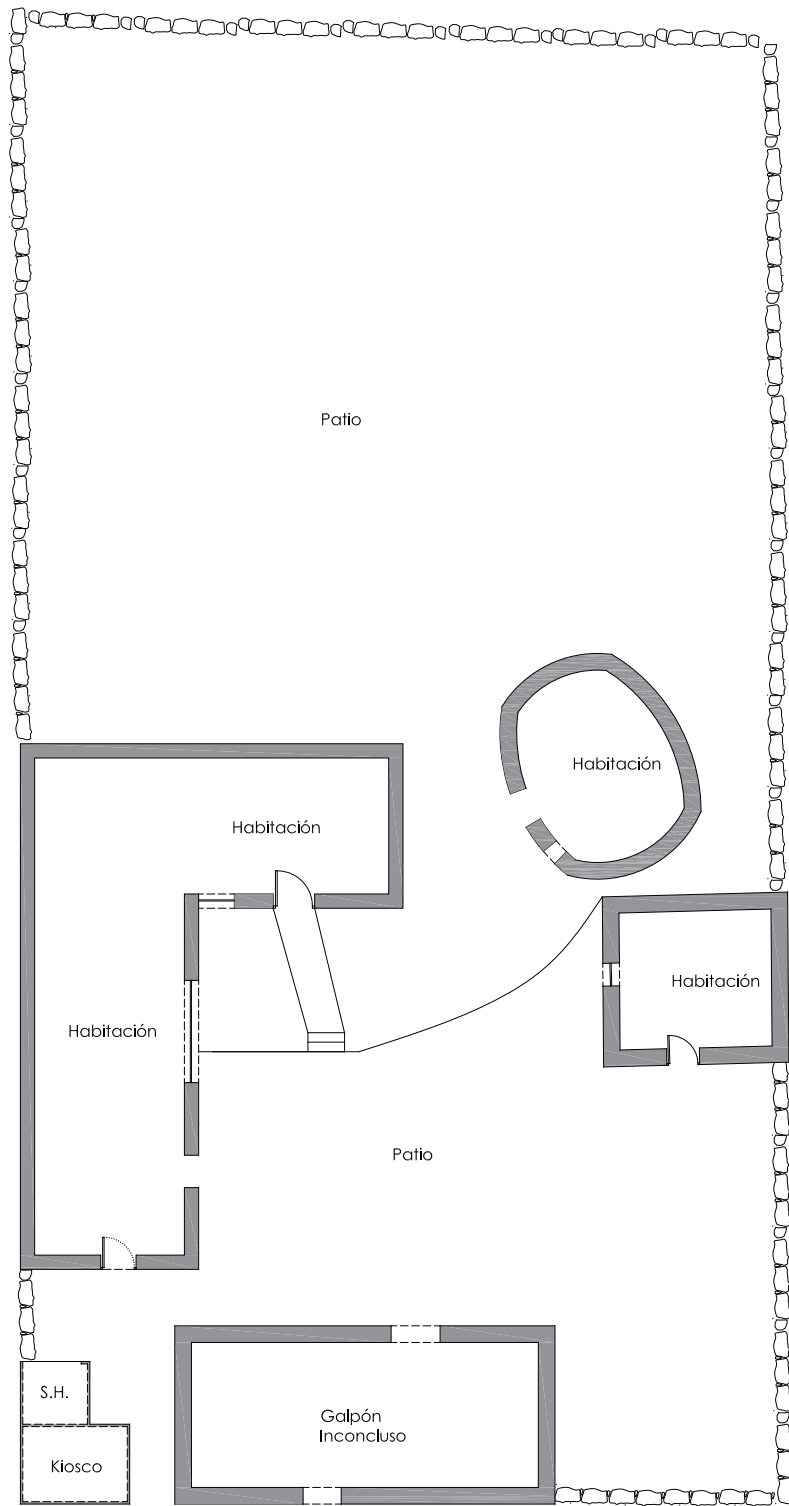 Patio
Habitación
Habitación
Habitación
Habitación
Patio
S.H.
Galpón
Inconcluso
Kiosco